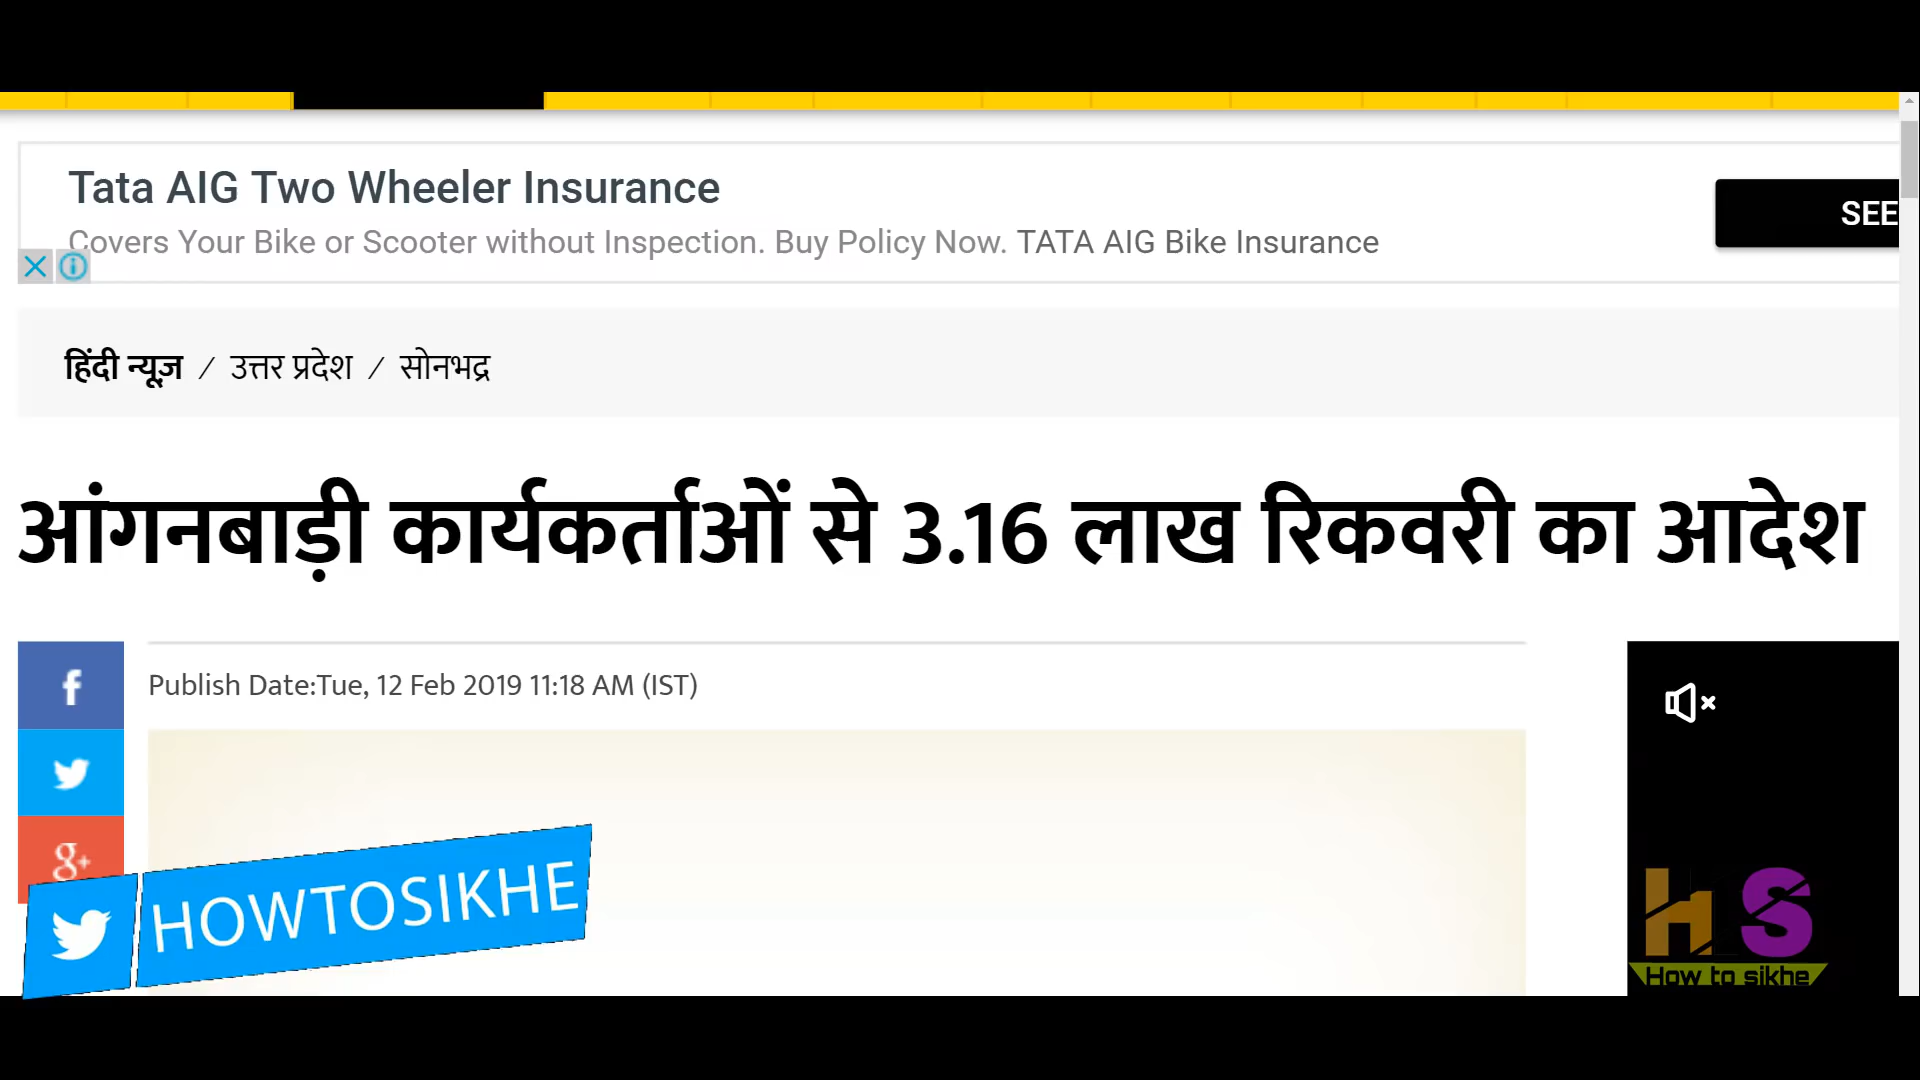 Tata AIG Two Wheeler Insurance
Covers Your Bike or Scooter without Inspection. Buy Policy Now. TATA AIG Bike Insurance
SEE
हिंदी न्यूज़ / उत्तर प्रदेश / सोनभद्र
आंगनबाड़ी कार्यकर्ताओं से 3.16 लाख रिकवरी का आदेश
f
Publish Date:Tue, 12 Feb 2019 11:18 AM (IST)
g+
HOWTOSIKHE
HS
How to sikhe